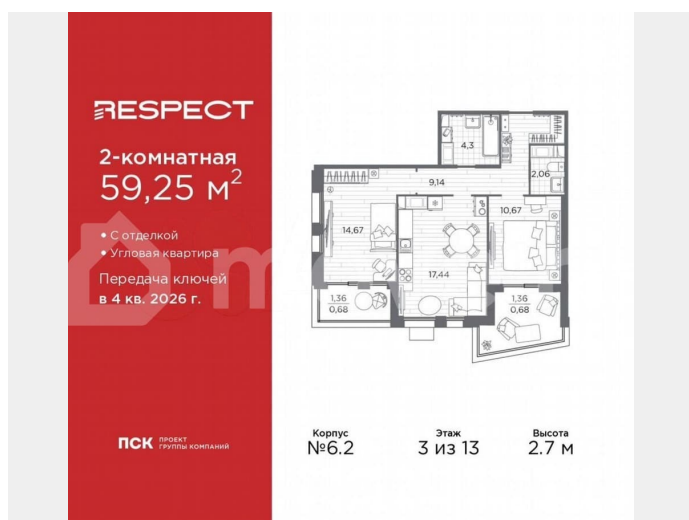 RESPECT
2-комнатная
59,25 м²
• С отделкой
• Угловая квартира
Передача ключей
в 4 кв. 2026 г.
ПСК ПРОЕКТ
ГРУППЫ КОМПАНИЙ
4,3
2,06
9,14
14,67
10,67
17,44
1,36
0,68
1,36
0,68
Корпус
№6.2
Этаж
3 из 13
Высота
2.7 м